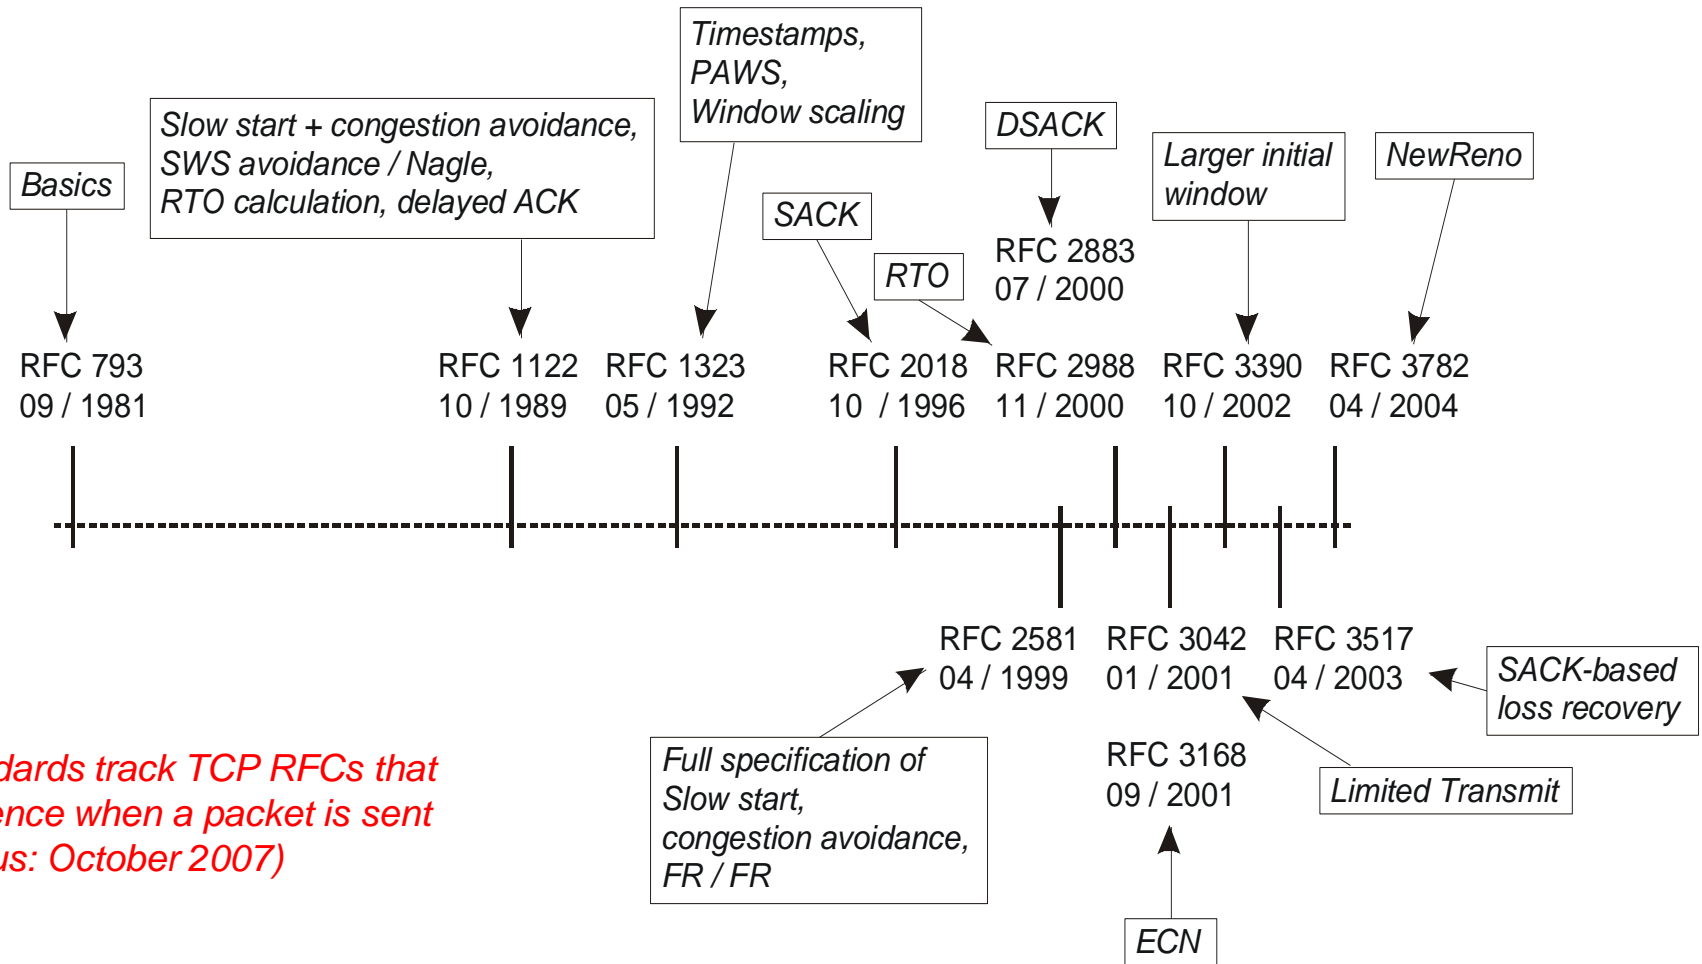 Timestamps,
PAWS,
Window scaling
Slow start + congestion avoidance,
SWS avoidance / Nagle,
RTO calculation, delayed ACK
Basics
DSACK
Larger initial
window
NewReno
SACK
RTO
RFC 2883
07 / 2000
RFC 793
09 / 1981
RFC 1122
10 / 1989
RFC 1323
05 / 1992
RFC 2018
10 / 1996
RFC 2988
11 / 2000
RFC 3390
10 / 2002
RFC 3782
04 / 2004
RFC 2581
04 / 1999
RFC 3042
01 / 2001
RFC 3517
04 / 2003
SACK-based
loss recovery
Full specification of
Slow start,
congestion avoidance,
FR / FR
RFC 3168
09 / 2001
Limited Transmit
ECN
dards track TCP RFCs that
ence when a packet is sent
us: October 2007)